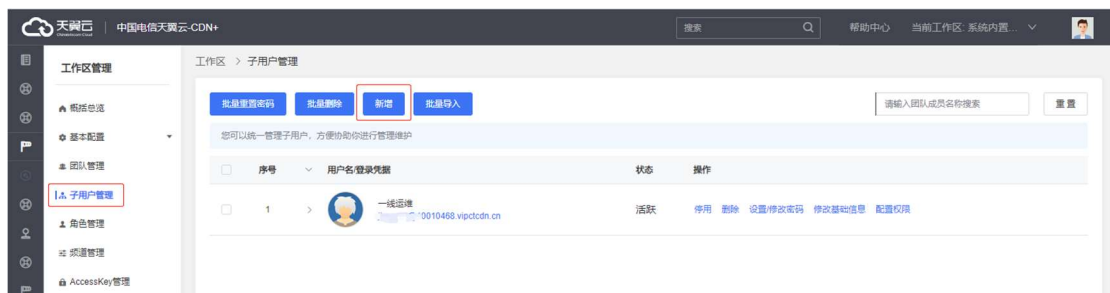 天翼云 中国电信天翼云-CDN+ 搜索 帮助中心 当前工作区: 系统内置...
工作区管理
概括总览
基本配置
团队管理
子用户管理
角色管理
频道管理
AccessKey管理
工作区 > 子用户管理
批量重置密码 批量删除 新增 批量导入 请输入团队成员名称搜索 重置
您可以统一管理子用户、方便协助你进行管理维护
序号 用户名/登录凭据 状态 操作
1 一线运维 活跃 停用 删除 设置/修改密码 修改基础信息 配置权限
10010468.vipctcdn.cn